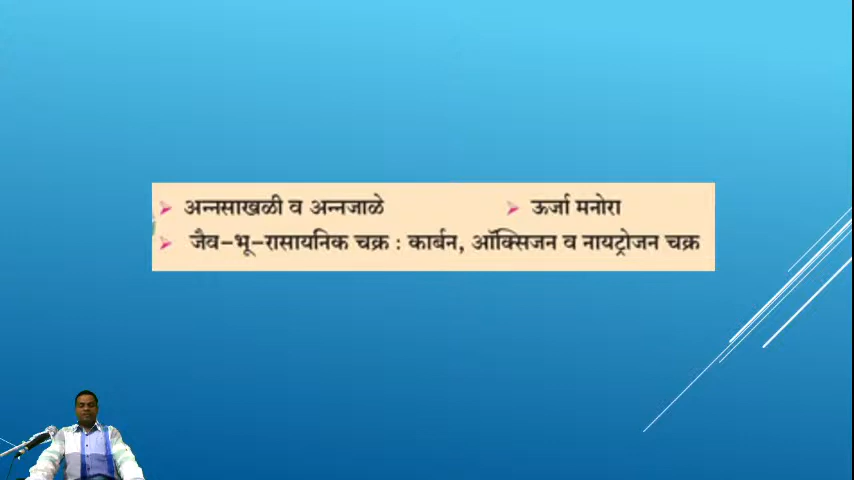 ➤ अन्नसाखळी व अन्नजाळे ➤ ऊर्जा मनोरा
➤ जैव-भू-रासायनिक चक्र : कार्बन, ऑक्सिजन व नायट्रोजन चक्र